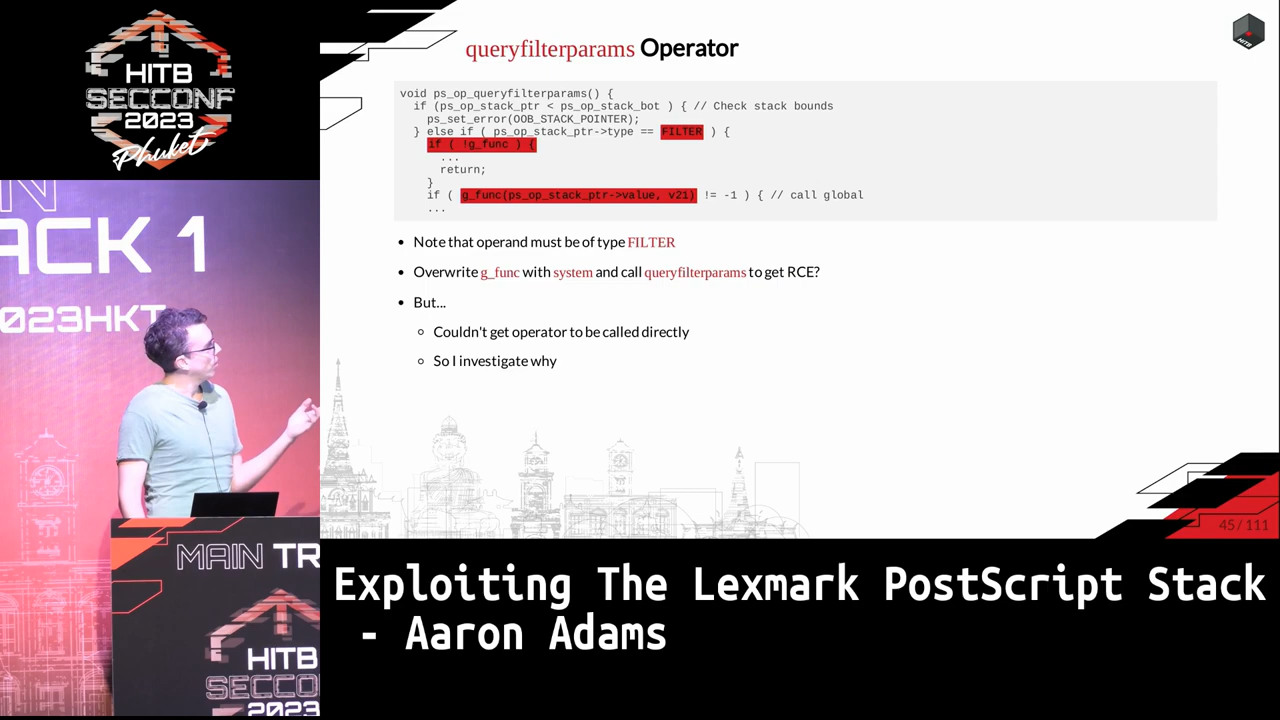 HITB
SECCONF
2023
Phuket
ACK 1
023HKT
MAIN TR
HITB
SECCON
2023
queryfilterparams Operator
HITB
void ps_op_queryfilterparams() {
if (ps_op_stack_ptr < ps_op_stack_bot ) { // Check stack bounds
ps_set_error(OOB_STACK_POINTER);
} else if ( ps_op_stack_ptr->type == FILTER ) {
if ( !g_func ) {
...
return;
}
if ( g_func(ps_op_stack_ptr->value, v21) != -1 ) { // call global
...
• Note that operand must be of type FILTER
• Overwrite g_func with system and call queryfilterparams to get RCE?
• But...
○ Couldn't get operator to be called directly
○ So I investigate why
45 / 111
Exploiting The Lexmark PostScript Stack
- Aaron Adams